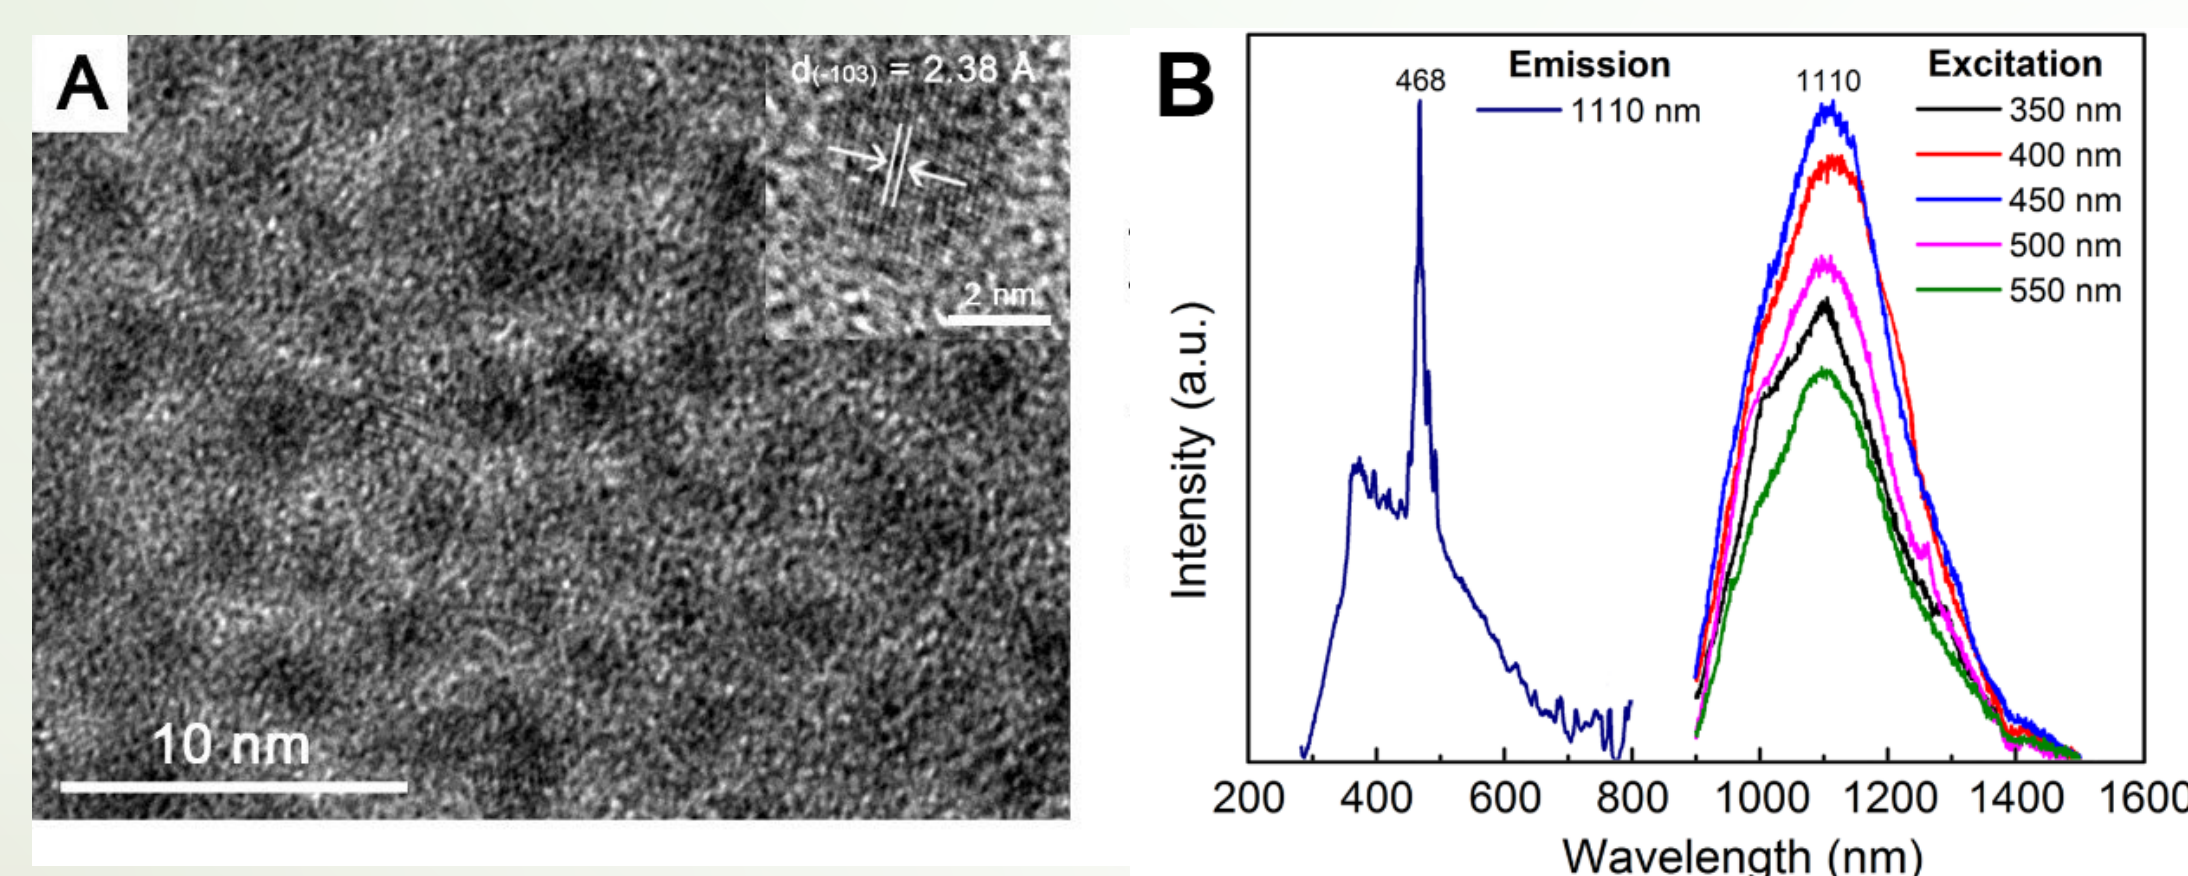 A
d(-103) = 2.38 Å
2 nm
10 nm
B
468
Emission
1110 nm
1110
Excitation
350 nm
400 nm
450 nm
500 nm
550 nm
Intensity (a.u.)
200 400 600 800 1000 1200 1400 1600
Wavelength (nm)